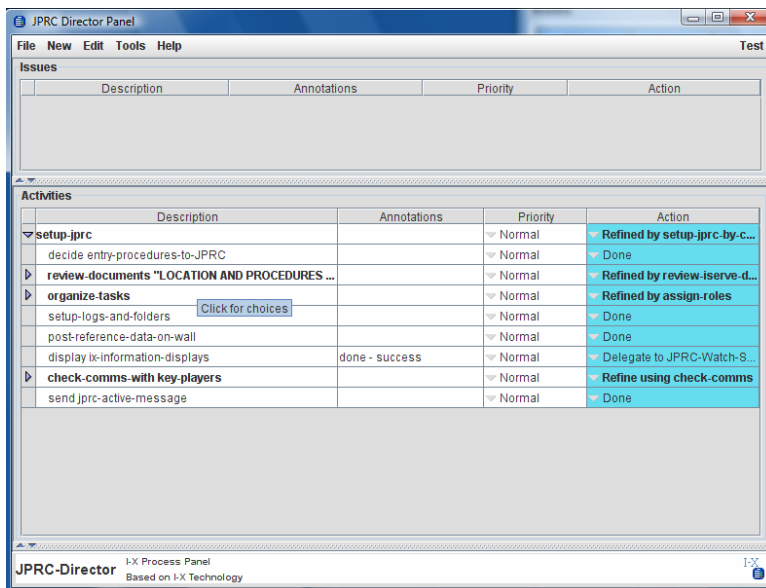 JPRC Director Panel
File New Edit Tools Help Test
Issues
Description Annotations Priority Action
Activities
Description Annotations Priority Action
setup-jprc Normal Refined by setup-jprc-by-c...
decide entry-procedures-to-JPRC Normal Done
review-documents "LOCATION AND PROCEDURES ... Normal Refined by review-iserve-d...
organize-tasks Normal Refined by assign-roles
Click for choices
setup-logs-and-folders Normal Done
post-reference-data-on-wall Normal Done
display ix-information-displays done - success Normal Delegate to JPRC-Watch-S...
check-comms-with key-players Normal Refine using check-comms
send jprc-active-message Normal Done
JPRC-Director
I-X Process Panel
Based on I-X Technology
I-X